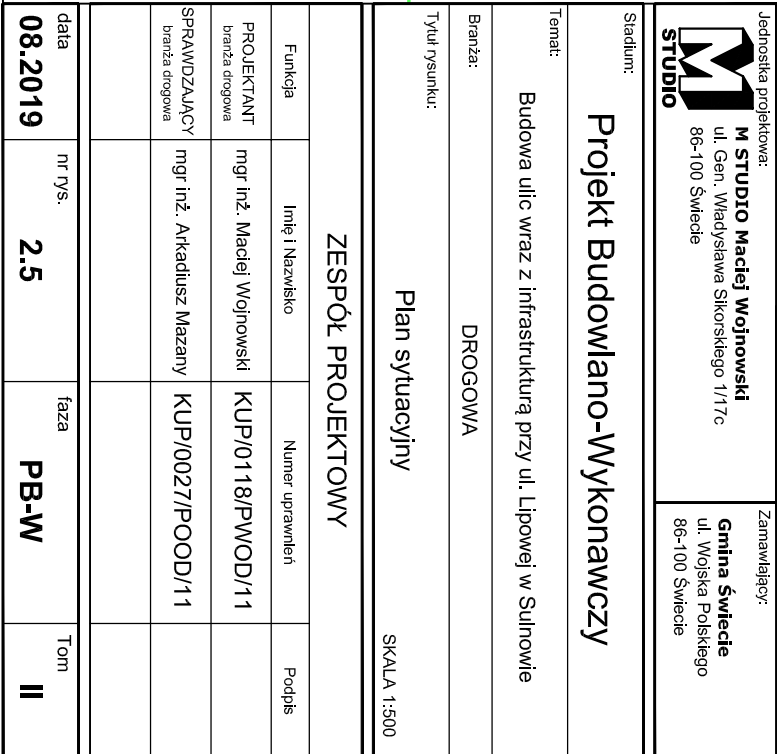 Jednostka projektowa:
M
STUDIO
M STUDIO Maciej Wojnowski
ul. Gen. Władysława Sikorskiego 1/17c
86-100 Świecie
Zamawiający:
Gmina Świecie
ul. Wojska Polskiego
86-100 Świecie
Stadium:
Projekt Budowlano-Wykonawczy
Temat:
Budowa ulic wraz z infrastrukturą przy ul. Lipowej w Sulnowie
Branża:
DROGOWA
Tytuł rysunku:
Plan sytuacyjny
SKALA 1:500
ZESPÓŁ PROJEKTOWY
Funkcja
Imię i Nazwisko
Numer uprawnień
Podpis
PROJEKTANT
branża drogowa
mgr inż. Maciej Wojnowski
KUP/0118/PWOD/11
SPRAWDZAJĄCY
branża drogowa
mgr inż. Arkadiusz Mazany
KUP/0027/POOD/11
data
08.2019
nr rys.
2.5
faza
PB-W
Tom
II